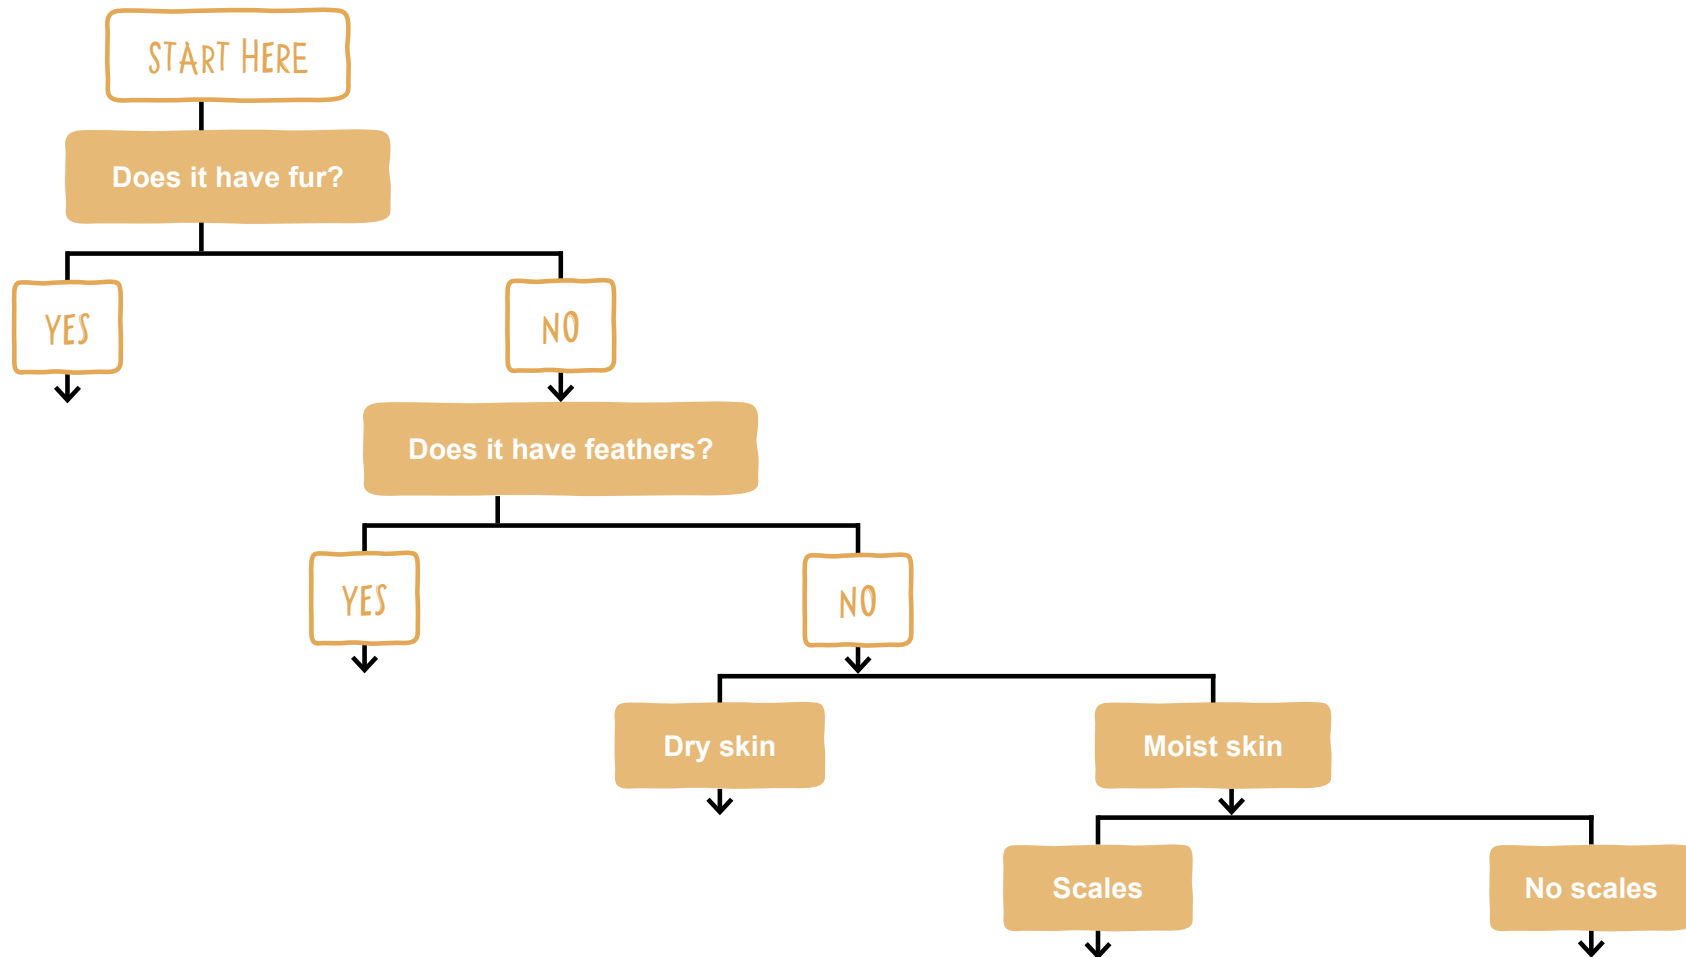 START HERE
Does it have fur?
YES
NO
Does it have feathers?
YES
NO
Dry skin
Moist skin
Scales
No scales